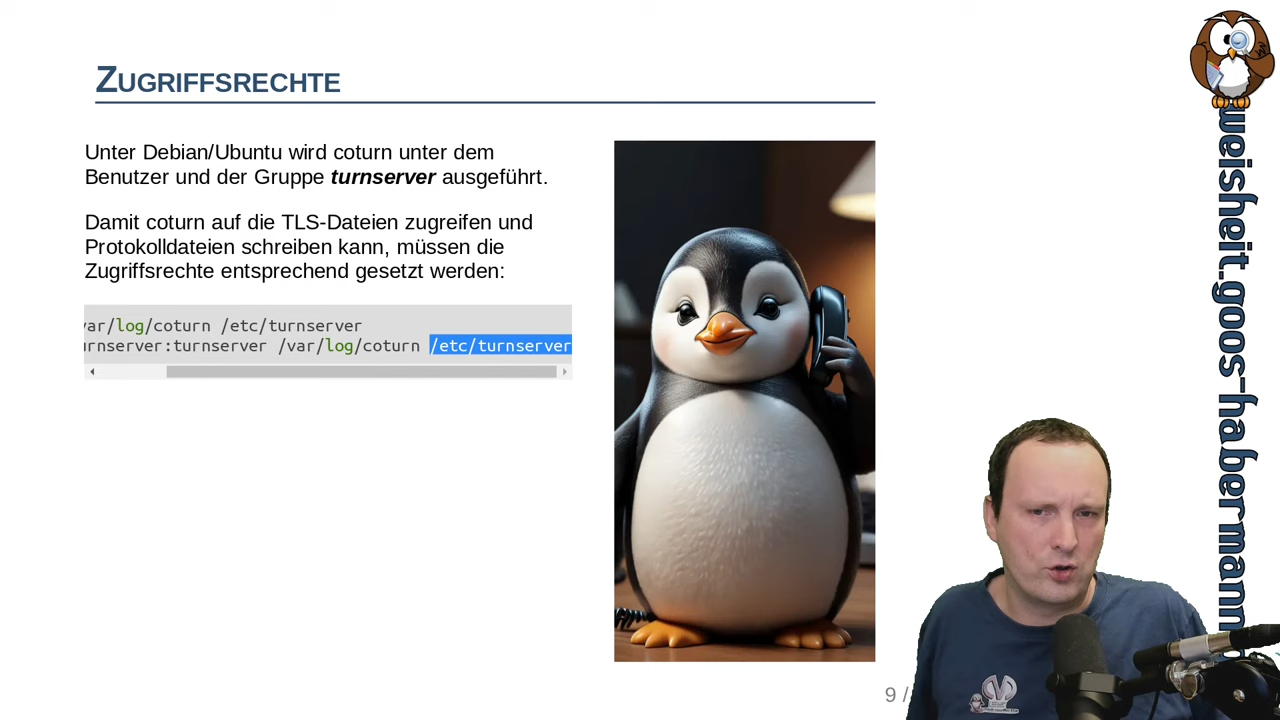 ZUGRIFFSRECHTE
Unter Debian/Ubuntu wird coturn unter dem
Benutzer und der Gruppe turnserver ausgeführt.
Damit coturn auf die TLS-Dateien zugreifen und
Protokolldateien schreiben kann, müssen die
Zugriffsrechte entsprechend gesetzt werden:
var/log/coturn /etc/turnserver
urnserver:turnserver /var/log/coturn /etc/turnserver
9 /
weisheit.goos-habermann.d